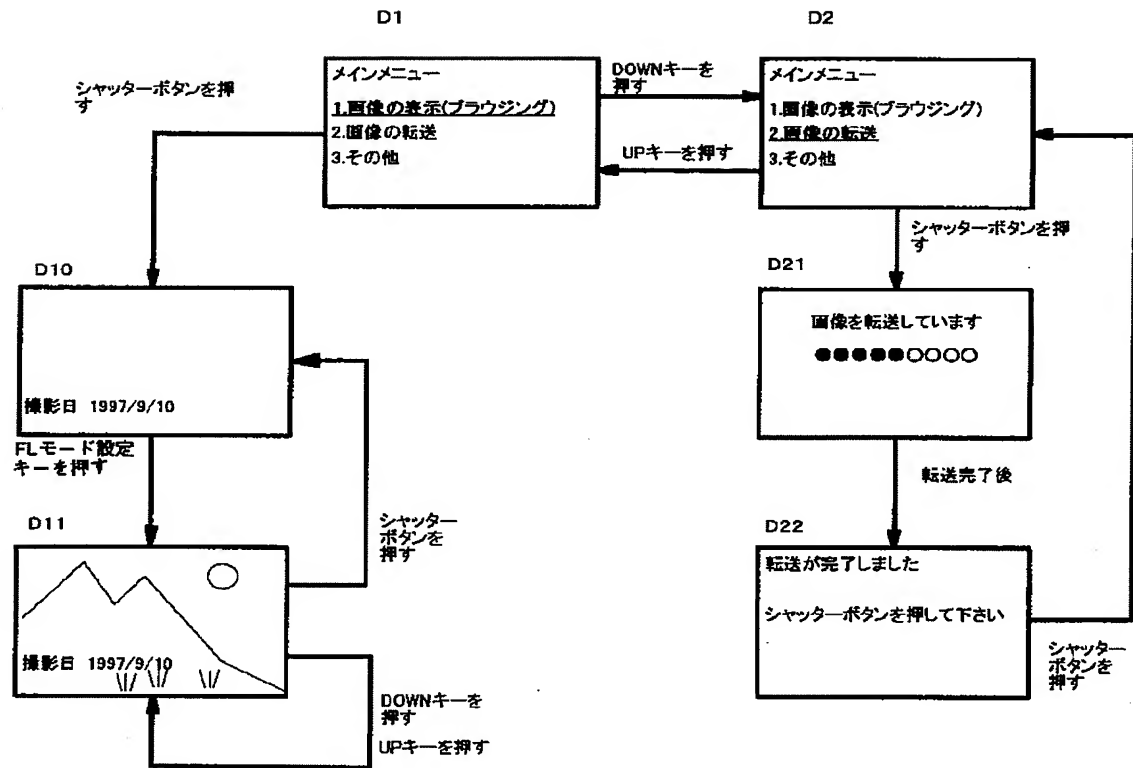 D1
D2
メインメニュー
1.画像の表示(ブラウジング)
2.画像の転送
3.その他
DOWNキーを
押す
UPキーを押す
メインメニュー
1.画像の表示(ブラウジング)
2.画像の転送
3.その他
シャッターボタンを押
す
シャッターボタンを押
す
D10
撮影日 1997/9/10
FLモード設定
キーを押す
D21
画像を転送しています
転送完了後
D11
撮影日 1997/9/10
シャッター
ボタンを
押す
DOWNキーを
押す
UPキーを押す
D22
転送が完了しました
シャッターボタンを押して下さい
シャッター
ボタンを
押す